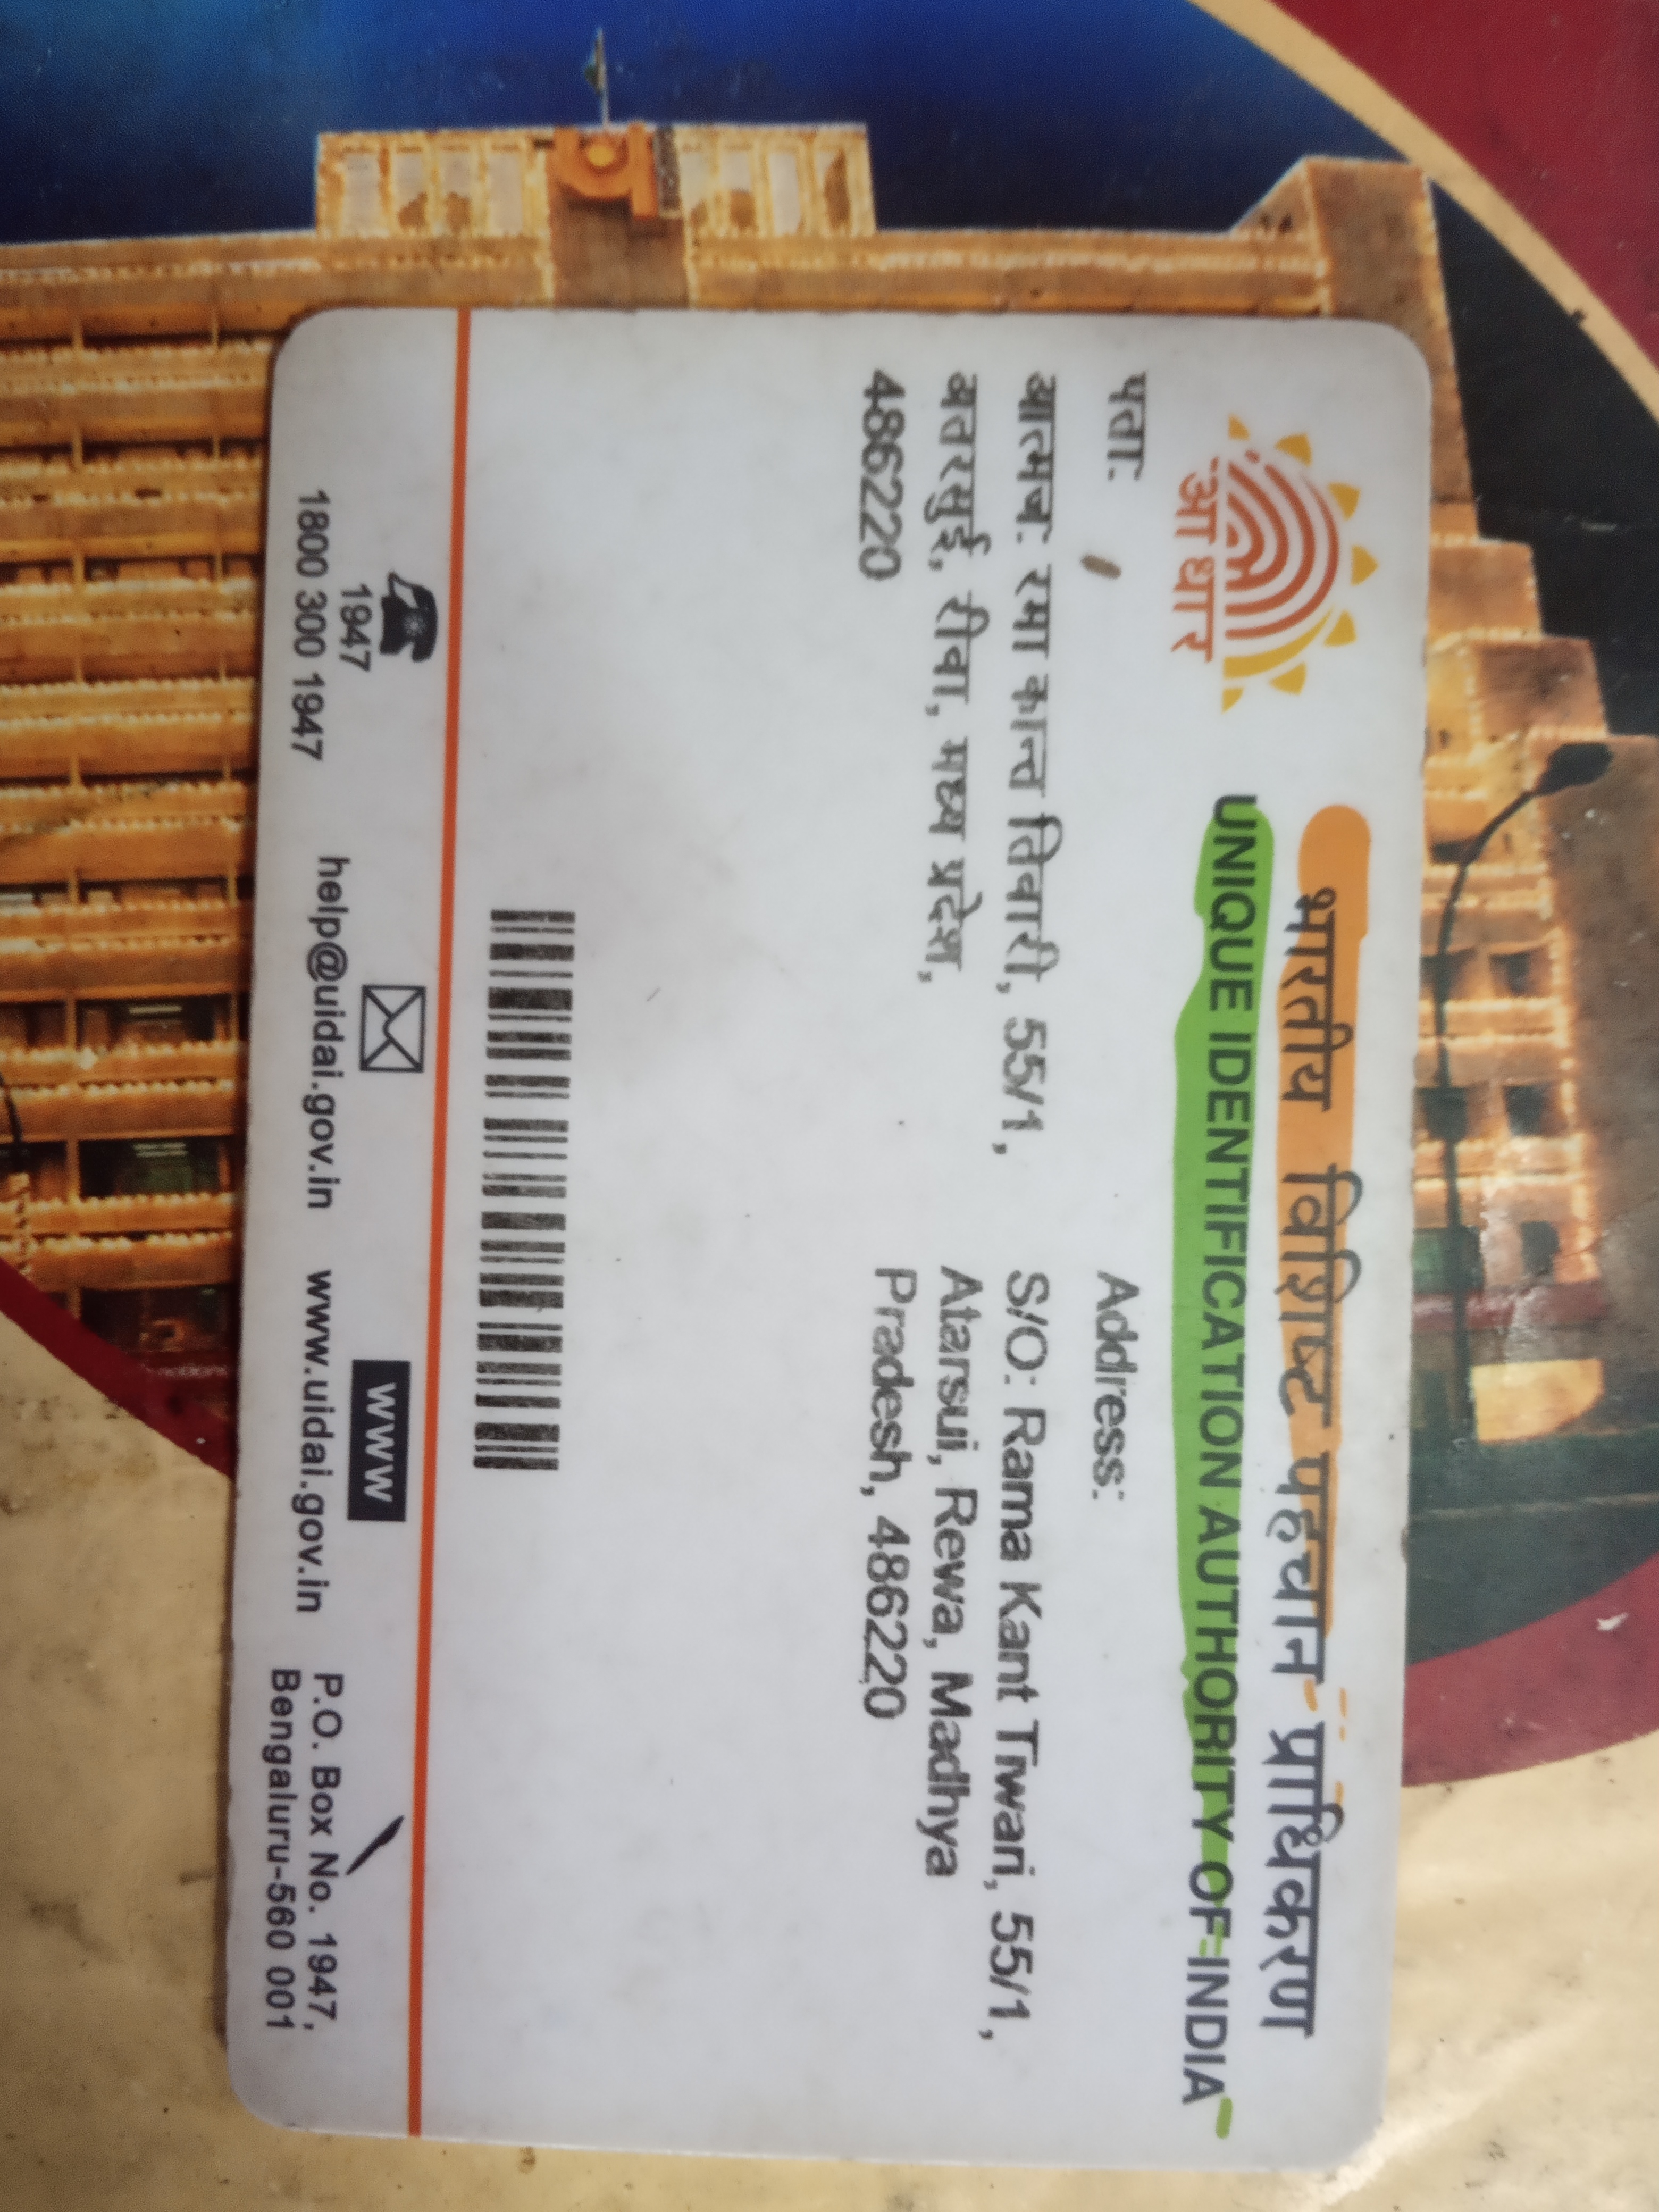 आधार
भारतीय विशिष्ट पहचान प्राधिकरण
UNIQUE IDENTIFICATION AUTHORITY OF INDIA
पता:
आत्मज: रमा कान्त तिवारी, 55/1,
अतरसुई, रीवा, मध्य प्रदेश,
486220
Address:
S/O: Rama Kant Tiwari, 55/1,
Atarsui, Rewa, Madhya
Pradesh, 486220
1947
1800 300 1947
help@uidai.gov.in
WWW
www.uidai.gov.in
P.O. Box No. 1947,
Bengaluru-560 001